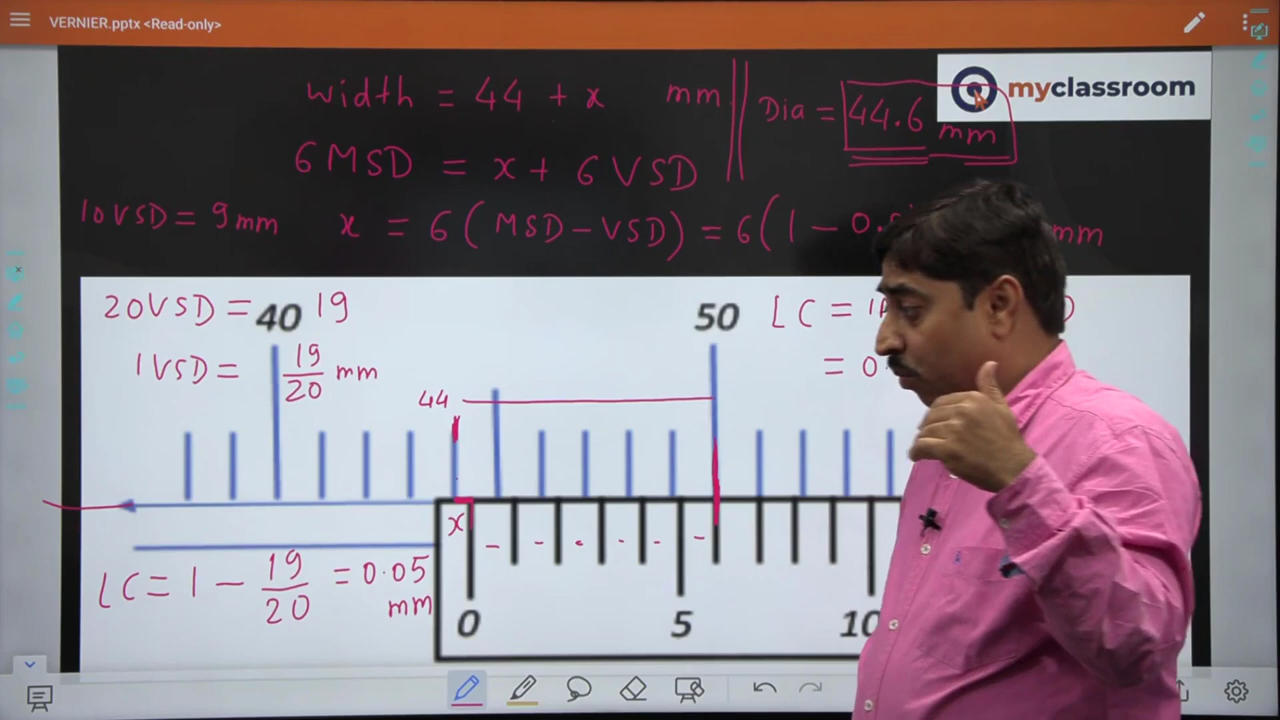 VERNIER.pptx <Read-only>
myclassroom
width = 44 + x mm
Dia = 44.6 mm
6 MSD = x + 6 VSD
10 VSD = 9 mm
x = 6 (MSD - VSD) = 6 (1 - 0. mm
20 VSD = 19
40
50
LC =
1 VSD = 19/20 mm
= 0
44
x
LC = 1 - 19/20 = 0.05 mm
0
5
10